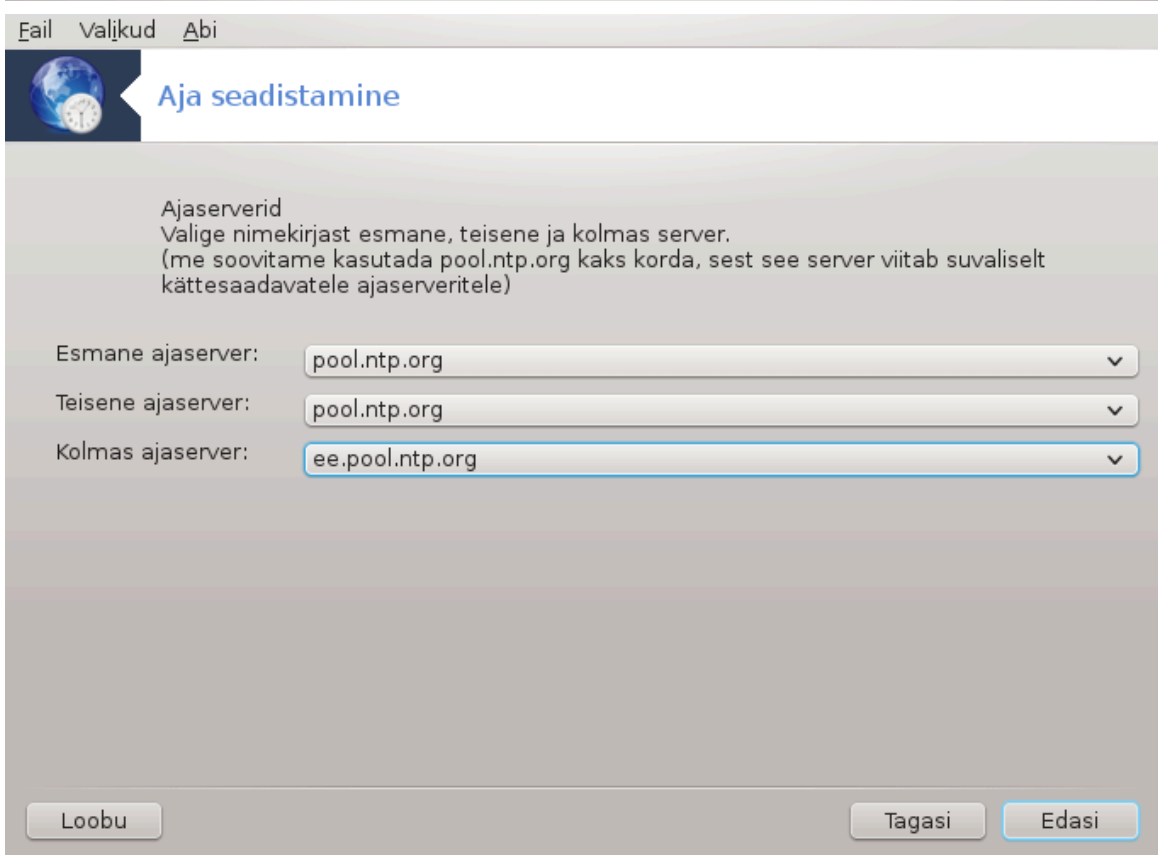 Fail Valikud Abi
Aja seadistamine
Ajaserverid
Valige nimekirjast esmane, teisene ja kolmas server.
(me soovitame kasutada pool.ntp.org kaks korda, sest see server viitab suvaliselt
kättesaadavatele ajaserveritele)
Esmane ajaserver: pool.ntp.org
Teisene ajaserver: pool.ntp.org
Kolmas ajaserver: ee.pool.ntp.org
Loobu Tagasi Edasi